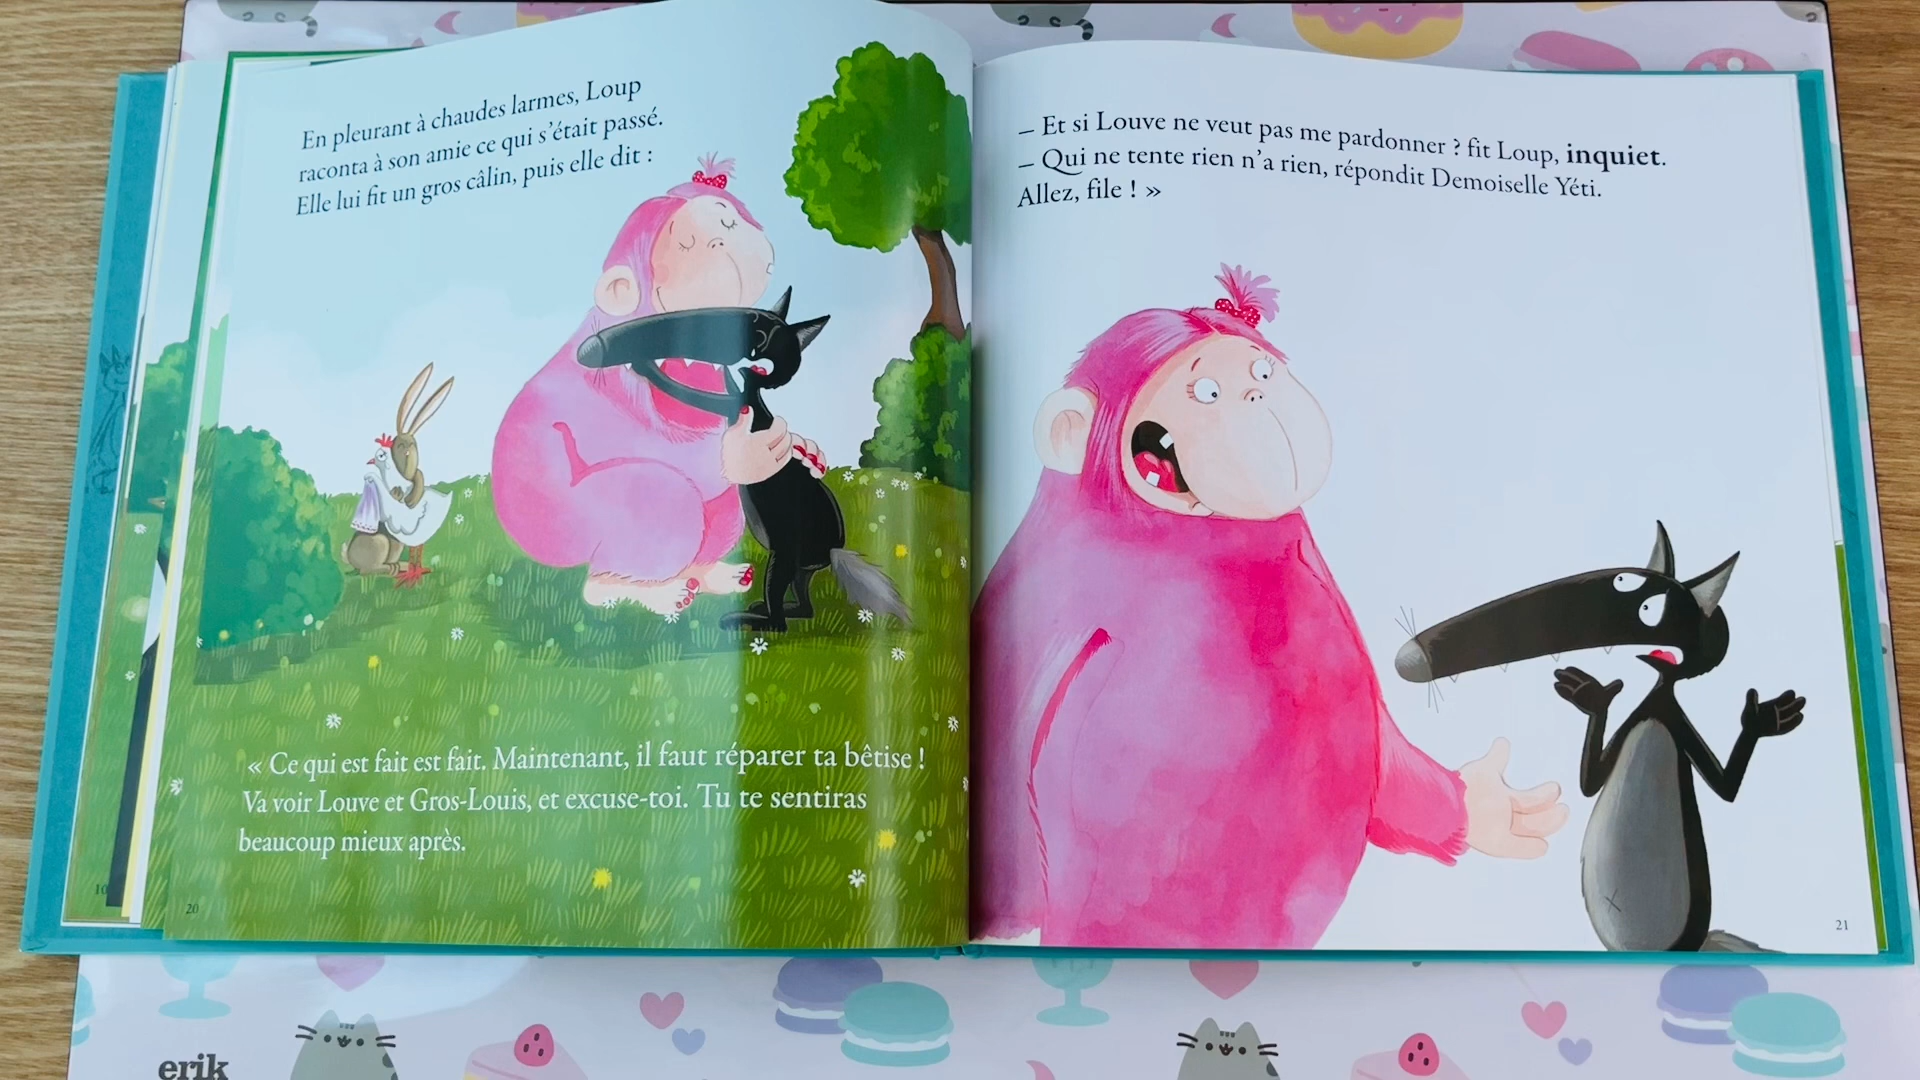 En pleurant à chaudes larmes, Loup
raconta à son amie ce qui s’était passé.
Elle lui fit un gros câlin, puis elle dit :
« Ce qui est fait est fait. Maintenant, il faut réparer ta bêtise !
Va voir Louve et Gros-Louis, et excuse-toi. Tu te sentiras
beaucoup mieux après.
10
20
– Et si Louve ne veut pas me pardonner ? fit Loup, inquiet.
– Qui ne tente rien n’a rien, répondit Demoiselle Yéti.
Allez, file ! »
21
erik